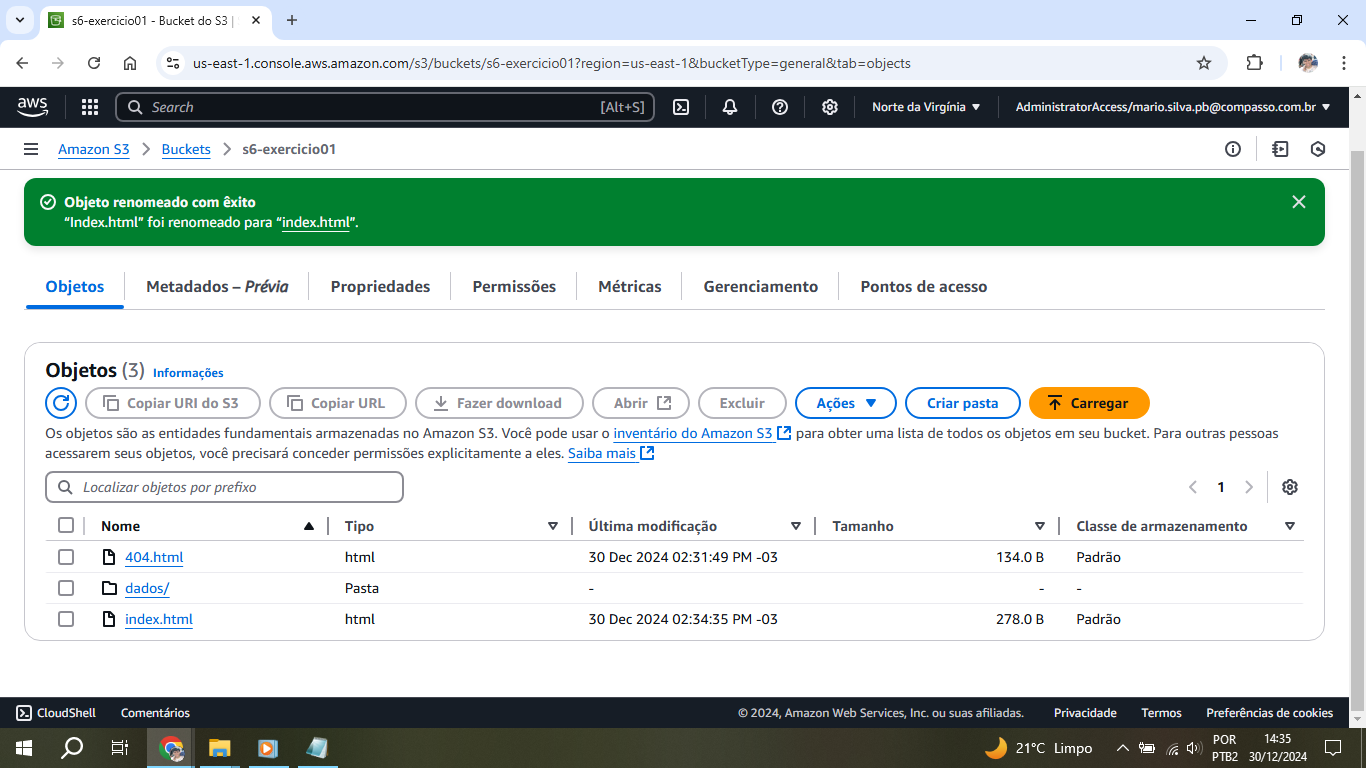 s6-exercicio01 - Bucket do S3 |
us-east-1.console.aws.amazon.com/s3/buckets/s6-exercicio01?region=us-east-1&bucketType=general&tab=objects
aws Search [Alt+S] Norte da Virgínia AdministratorAccess/mario.silva.pb@compasso.com.br
Amazon S3 Buckets s6-exercicio01
Objeto renomeado com êxito
“Index.html” foi renomeado para “index.html”.
Objetos Metadados – Prévia Propriedades Permissões Métricas Gerenciamento Pontos de acesso
Objetos (3) Informações
Copiar URI do S3 Copiar URL Fazer download Abrir Excluir Ações Criar pasta Carregar
Os objetos são as entidades fundamentais armazenadas no Amazon S3. Você pode usar o inventário do Amazon S3 para obter uma lista de todos os objetos em seu bucket. Para outras pessoas
acessarem seus objetos, você precisará conceder permissões explicitamente a eles. Saiba mais
Localizar objetos por prefixo 1
Nome Tipo Última modificação Tamanho Classe de armazenamento
404.html html 30 Dec 2024 02:31:49 PM -03 134.0 B Padrão
dados/ Pasta - - -
index.html html 30 Dec 2024 02:34:35 PM -03 278.0 B Padrão
CloudShell Comentários © 2024, Amazon Web Services, Inc. ou suas afiliadas. Privacidade Termos Preferências de cookies
21°C Limpo POR 14:35
PTB2 30/12/2024